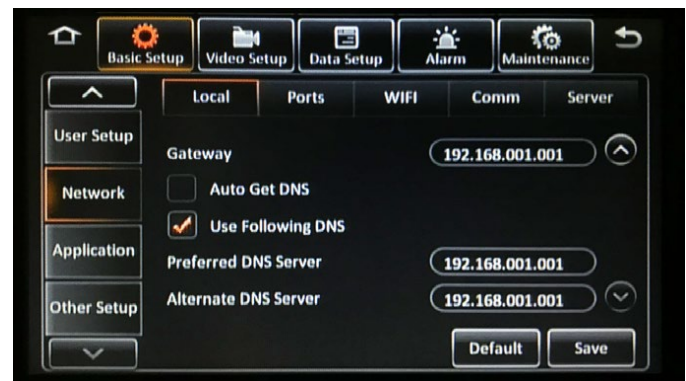 Basic Setup Video Setup Data Setup Alarm Maintenance
Local Ports WIFI Comm Server
User Setup
Gateway 192.168.001.001
Network
Auto Get DNS
Use Following DNS
Application
Preferred DNS Server 192.168.001.001
Other Setup
Alternate DNS Server 192.168.001.001
Default Save